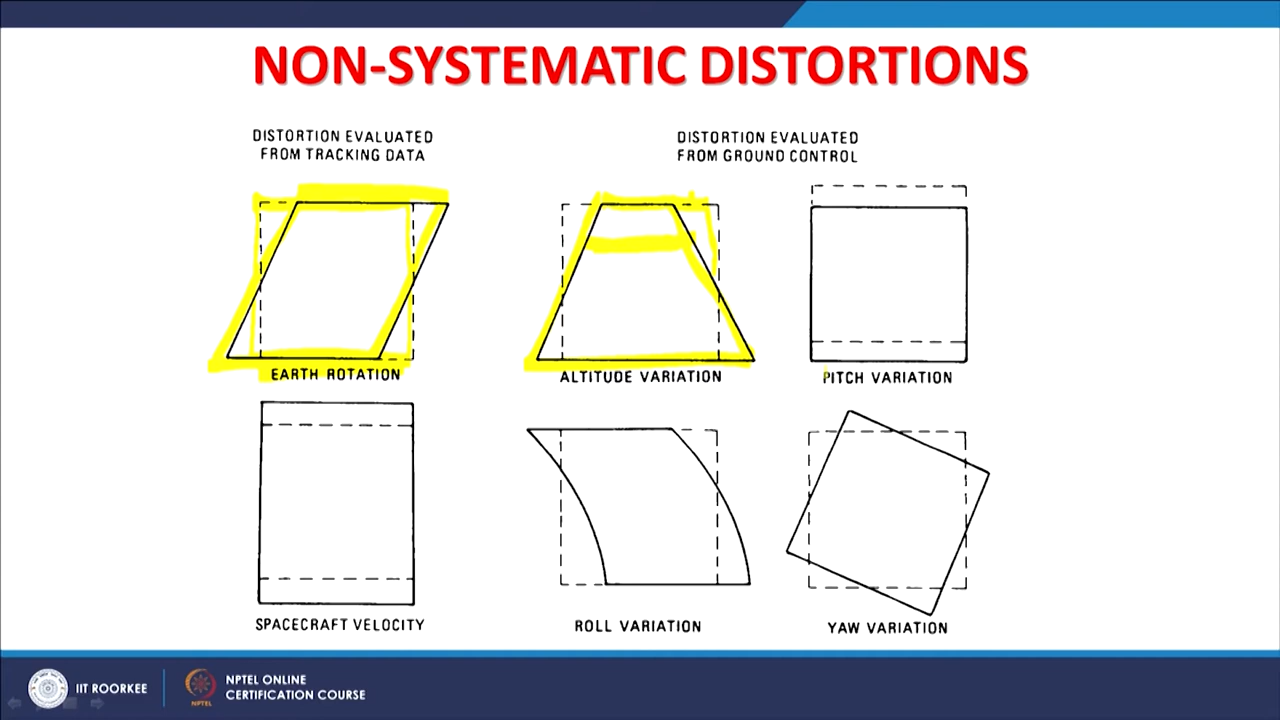 NON-SYSTEMATIC DISTORTIONS
DISTORTION EVALUATED
FROM TRACKING DATA
DISTORTION EVALUATED
FROM GROUND CONTROL
EARTH ROTATION
ALTITUDE VARIATION
PITCH VARIATION
SPACECRAFT VELOCITY
ROLL VARIATION
YAW VARIATION
IIT ROORKEE
NPTEL
NPTEL ONLINE
CERTIFICATION COURSE